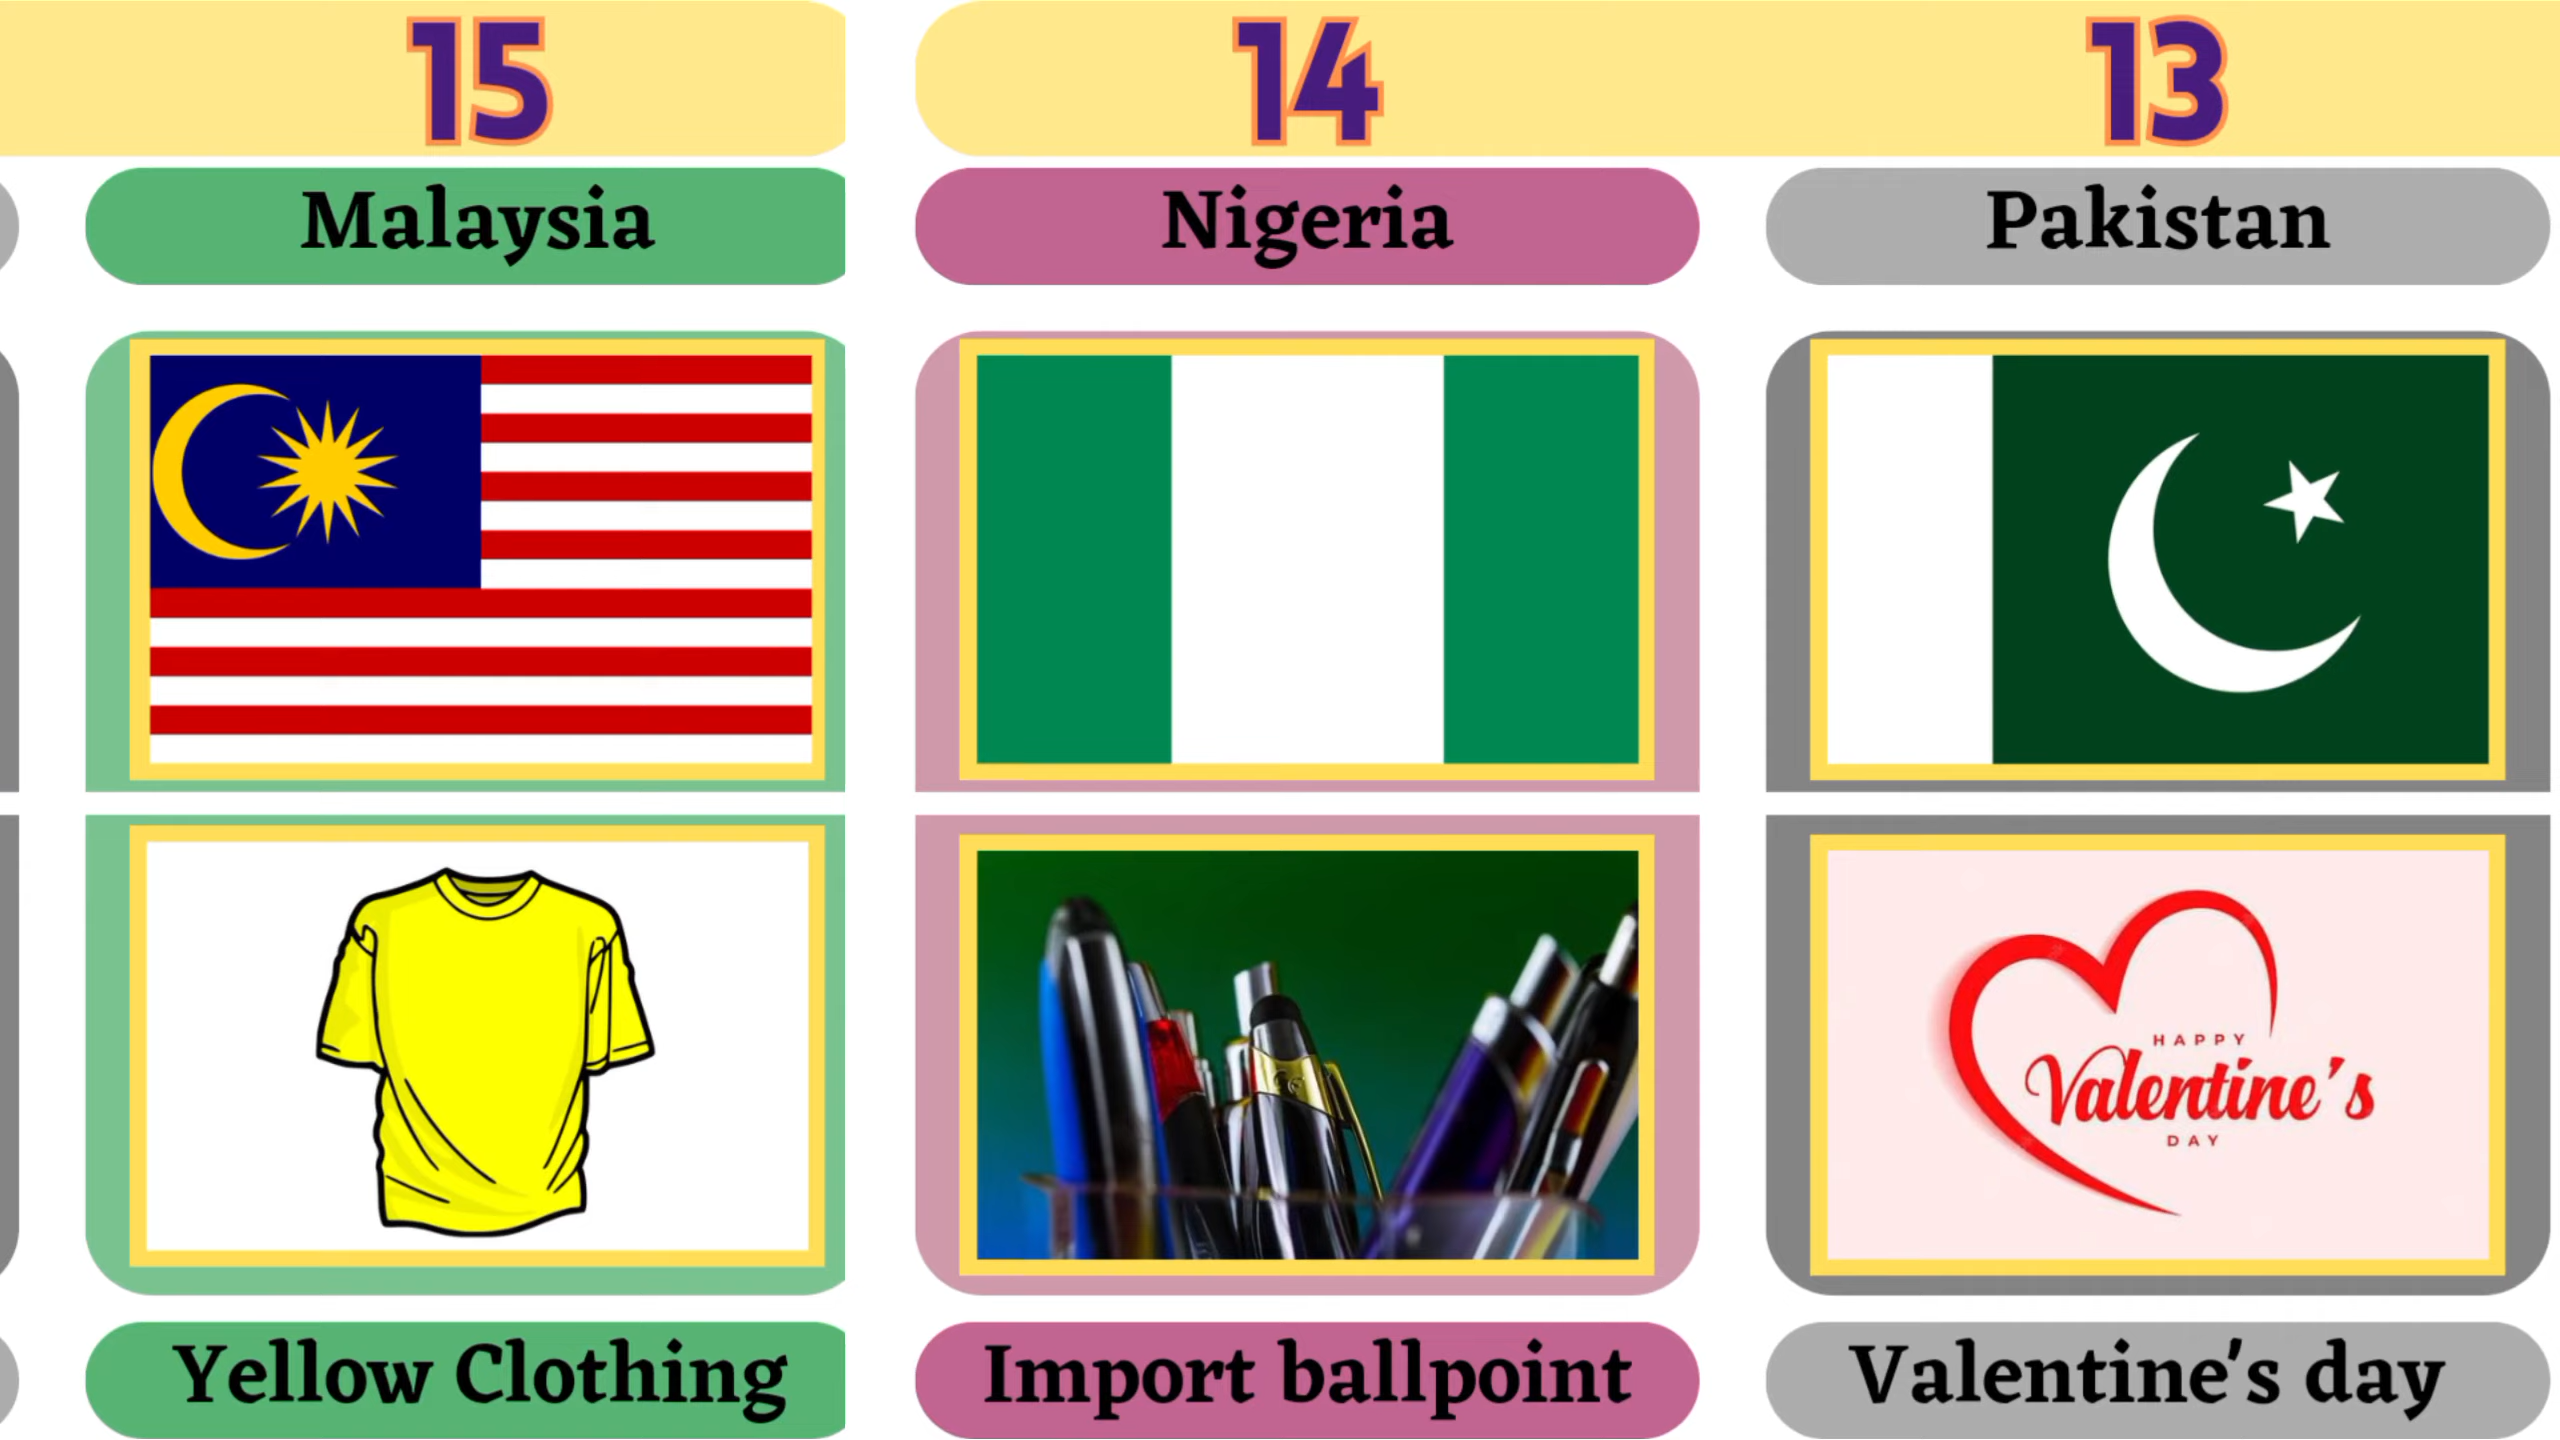 15
14
13
Malaysia
Nigeria
Pakistan
HAPPY
Valentine's
DAY
Yellow Clothing
Import ballpoint
Valentine's day